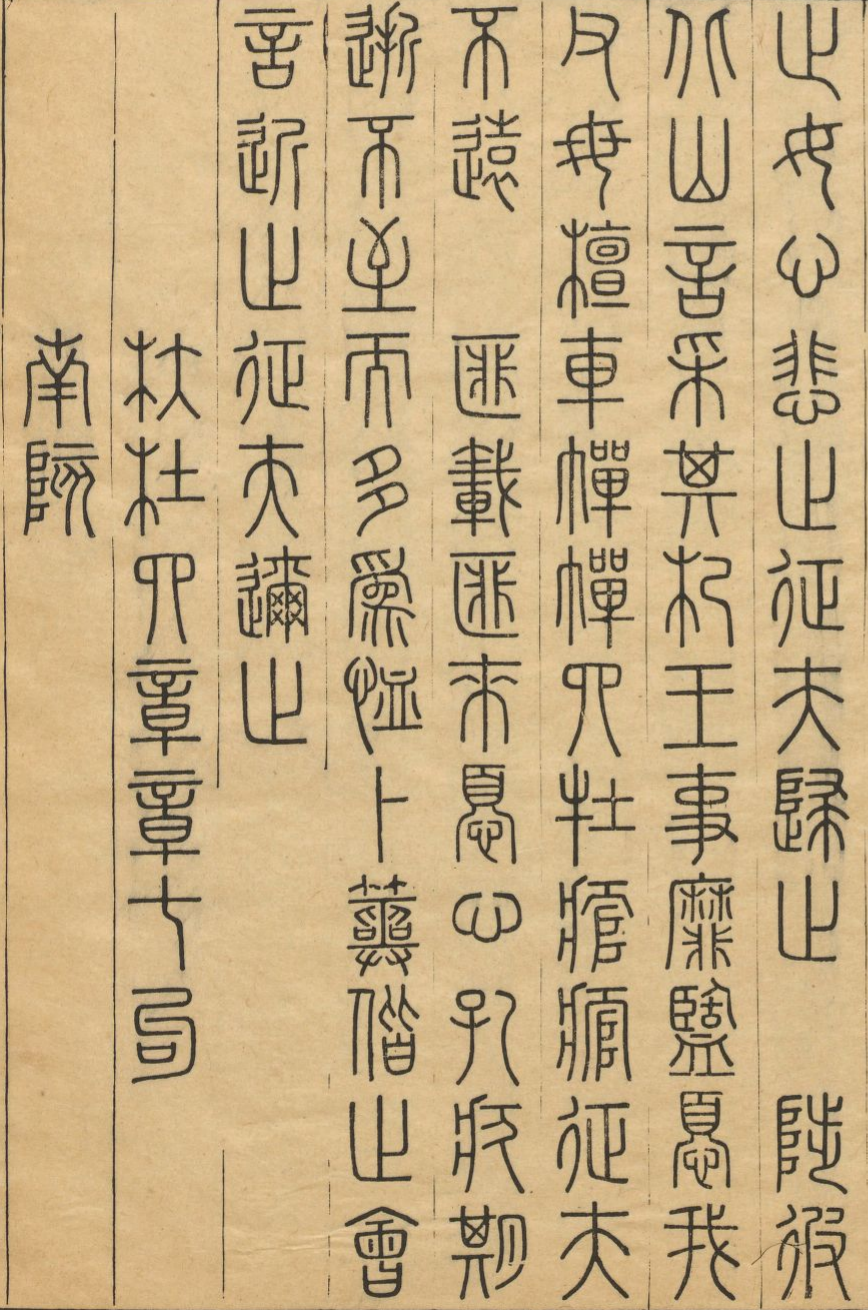 止女心悲止征夫歸止　陟彼
北山言采其杞王事靡盬憂我
父母檀車幝幝四牡痯痯征夫
不遠　匪載匪來憂心孔疚期
逝不至而多爲恤卜筮偕止會
言近止征夫邇止
杕杜四章章七句
南陔